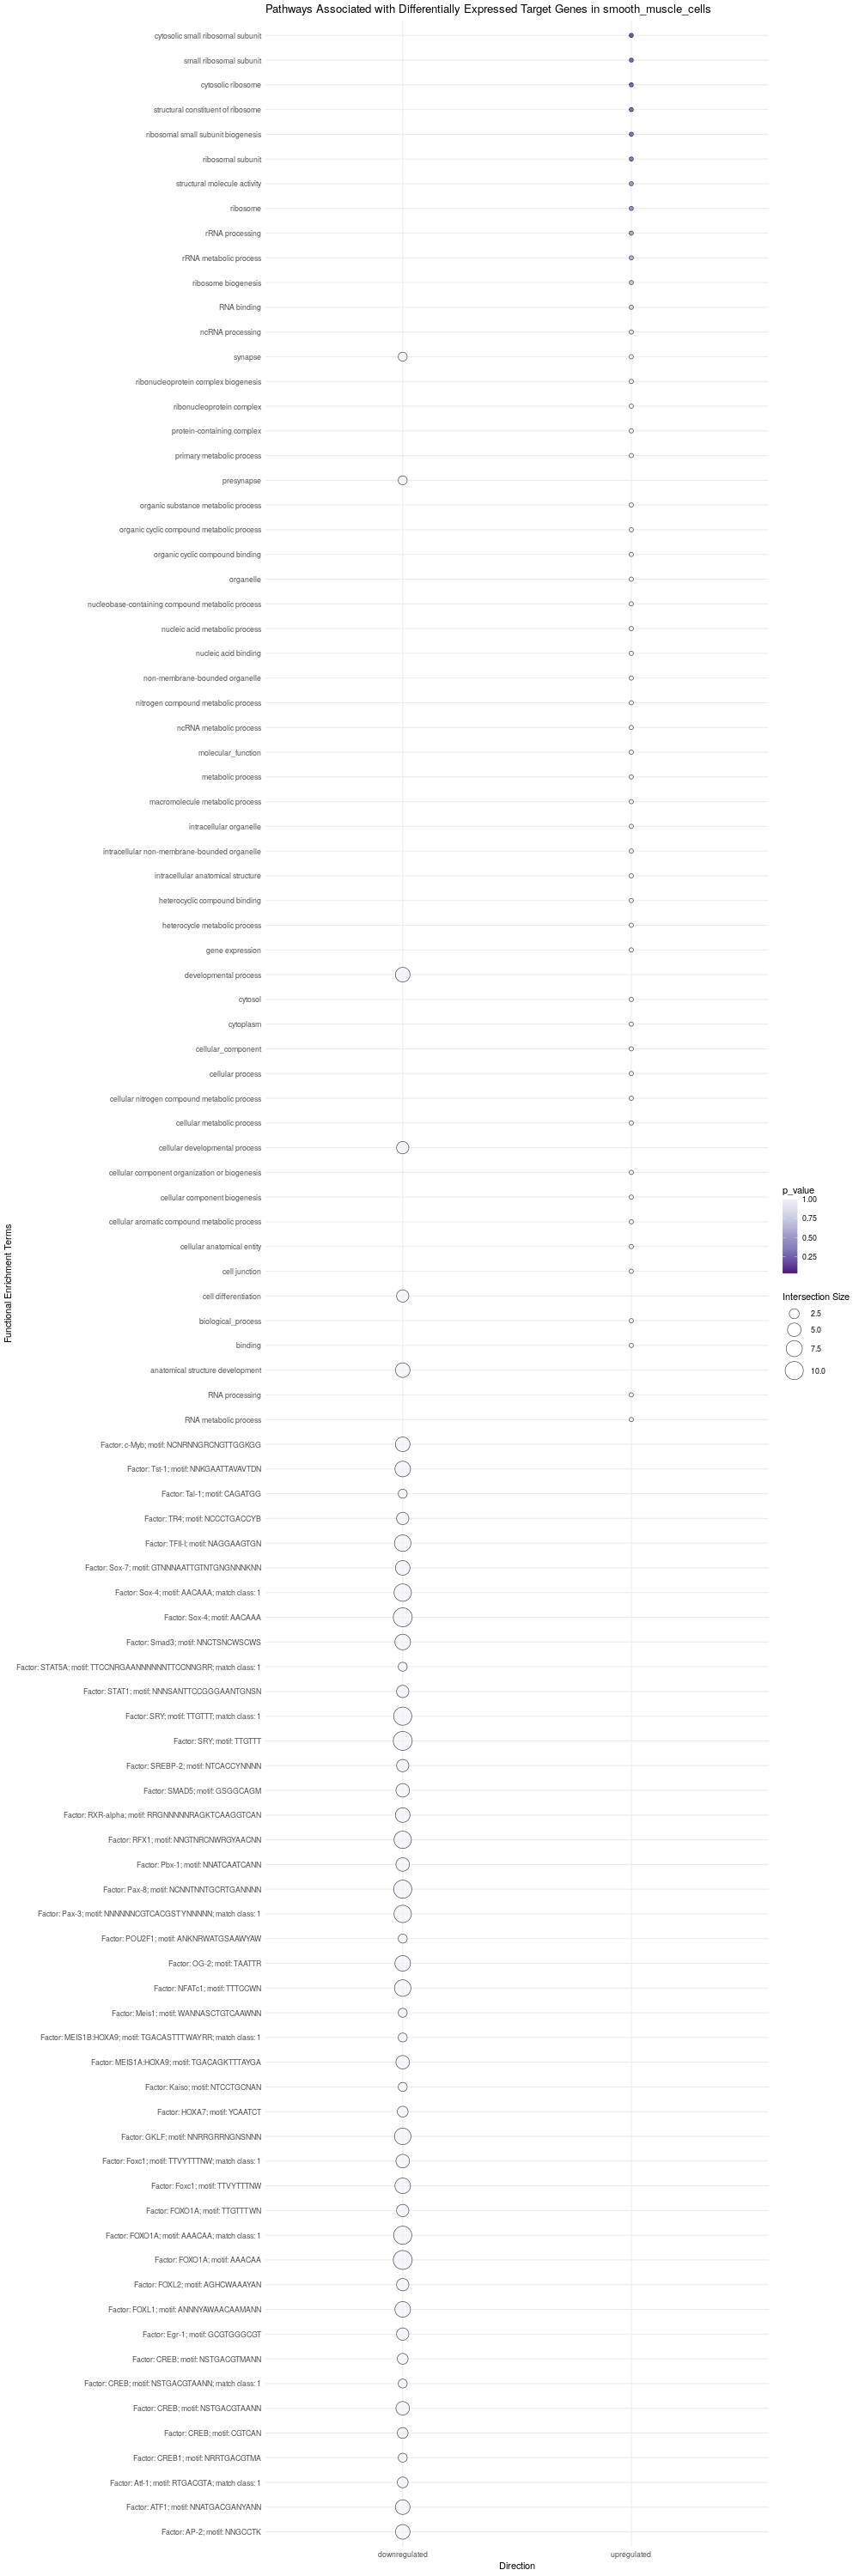 Pathways Associated with Differentially Expressed Target Genes in smooth_muscle_cells
cytosolic small ribosomal subunit
small ribosomal subunit
cytosolic ribosome
structural constituent of ribosome
ribosomal small subunit biogenesis
ribosomal subunit
structural molecule activity
ribosome
rRNA processing
rRNA metabolic process
ribosome biogenesis
RNA binding
ncRNA processing
synapse
ribonucleoprotein complex biogenesis
ribonucleoprotein complex
protein-containing complex
primary metabolic process
presynapse
organic substance metabolic process
organic cyclic compound metabolic process
organic cyclic compound binding
organelle
nucleobase-containing compound metabolic process
nucleic acid metabolic process
nucleic acid binding
non-membrane-bounded organelle
nitrogen compound metabolic process
ncRNA metabolic process
molecular_function
metabolic process
macromolecule metabolic process
intracellular organelle
intracellular non-membrane-bounded organelle
intracellular anatomical structure
heterocyclic compound binding
heterocycle metabolic process
gene expression
developmental process
cytosol
cytoplasm
cellular_component
cellular process
cellular nitrogen compound metabolic process
cellular metabolic process
cellular developmental process
cellular component organization or biogenesis
cellular component biogenesis
cellular aromatic compound metabolic process
cellular anatomical entity
cell junction
cell differentiation
biological_process
binding
anatomical structure development
RNA processing
RNA metabolic process
Factor: c-Myb; motif: NCNRNNGRCNGTTGGKGG
Factor: Tst-1; motif: NNKGAATTAVAVTDN
Factor: Tal-1; motif: CAGATGG
Factor: TR4; motif: NCCCTGACCYB
Factor: TFII-I; motif: NAGGAAGTGN
Factor: Sox-7; motif: GTNNNAATTGTNTGNGNNNKNN
Factor: Sox-4; motif: AACAAA; match class: 1
Factor: Sox-4; motif: AACAAA
Factor: Smad3; motif: NNCTSNCWSCWS
Factor: STAT5A; motif: TTCCNRGAANNNNNNTTCCNNGRR; match class: 1
Factor: STAT1; motif: NNNSANTTCCGGGAANTGNSN
Factor: SRY; motif: TTGTTT; match class: 1
Factor: SRY; motif: TTGTTT
Factor: SREBP-2; motif: NTCACCYNNNN
Factor: SMAD5; motif: GSGGCAGM
Factor: RXR-alpha; motif: RRGNNNNNRAGKTCAAGGTCAN
Factor: RFX1; motif: NNGTNRCNWRGYAACNN
Factor: Pbx-1; motif: NNATCAATCANN
Factor: Pax-8; motif: NCNNTNNTGCRTGANNNN
Factor: Pax-3; motif: NNNNNNCGTCACGSTYNNNNN; match class: 1
Factor: POU2F1; motif: ANKNRWATGSAAWYAW
Factor: OG-2; motif: TAATTR
Factor: NFATc1; motif: TTTCCWN
Factor: Meis1; motif: WANNASCTGTCAAWNN
Factor: MEIS1B:HOXA9; motif: TGACASTTTWAYRR; match class: 1
Factor: MEIS1A:HOXA9; motif: TGACAGKTTTAYGA
Factor: Kaiso; motif: NTCCTGCNAN
Factor: HOXA7; motif: YCAATCT
Factor: GKLF; motif: NNRRGRRNGNSNNN
Factor: Foxc1; motif: TTVYTTTNW; match class: 1
Factor: Foxc1; motif: TTVYTTTNW
Factor: FOXO1A; motif: TTGTTTWN
Factor: FOXO1A; motif: AAACAA; match class: 1
Factor: FOXO1A; motif: AAACAA
Factor: FOXL2; motif: AGHCWAAAYAN
Factor: FOXL1; motif: ANNNYAWAACAAMANN
Factor: Egr-1; motif: GCGTGGGCGT
Factor: CREB; motif: NSTGACGTMANN
Factor: CREB; motif: NSTGACGTAANN; match class: 1
Factor: CREB; motif: NSTGACGTAANN
Factor: CREB; motif: CGTCAN
Factor: CREB1; motif: NRRTGACGTMA
Factor: Atf-1; motif: RTGACGTA; match class: 1
Factor: ATF1; motif: NNATGACGANYANN
Factor: AP-2; motif: NNGCCTK
downregulated
upregulated
Direction
Functional Enrichment Terms
p_value
1.00
0.75
0.50
0.25
Intersection Size
2.5
5.0
7.5
10.0